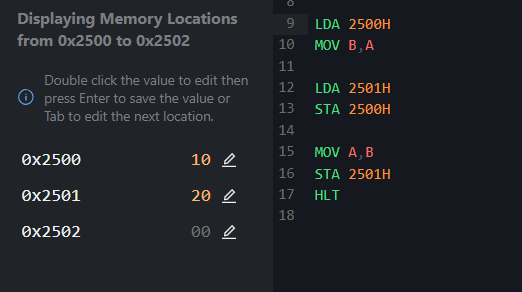 Displaying Memory Locations
from 0x2500 to 0x2502
Double click the value to edit then
press Enter to save the value or
Tab to edit the next location.
0x2500 10
0x2501 20
0x2502 00
8
9 LDA 2500H
10 MOV B,A
11
12 LDA 2501H
13 STA 2500H
14
15 MOV A,B
16 STA 2501H
17 HLT
18